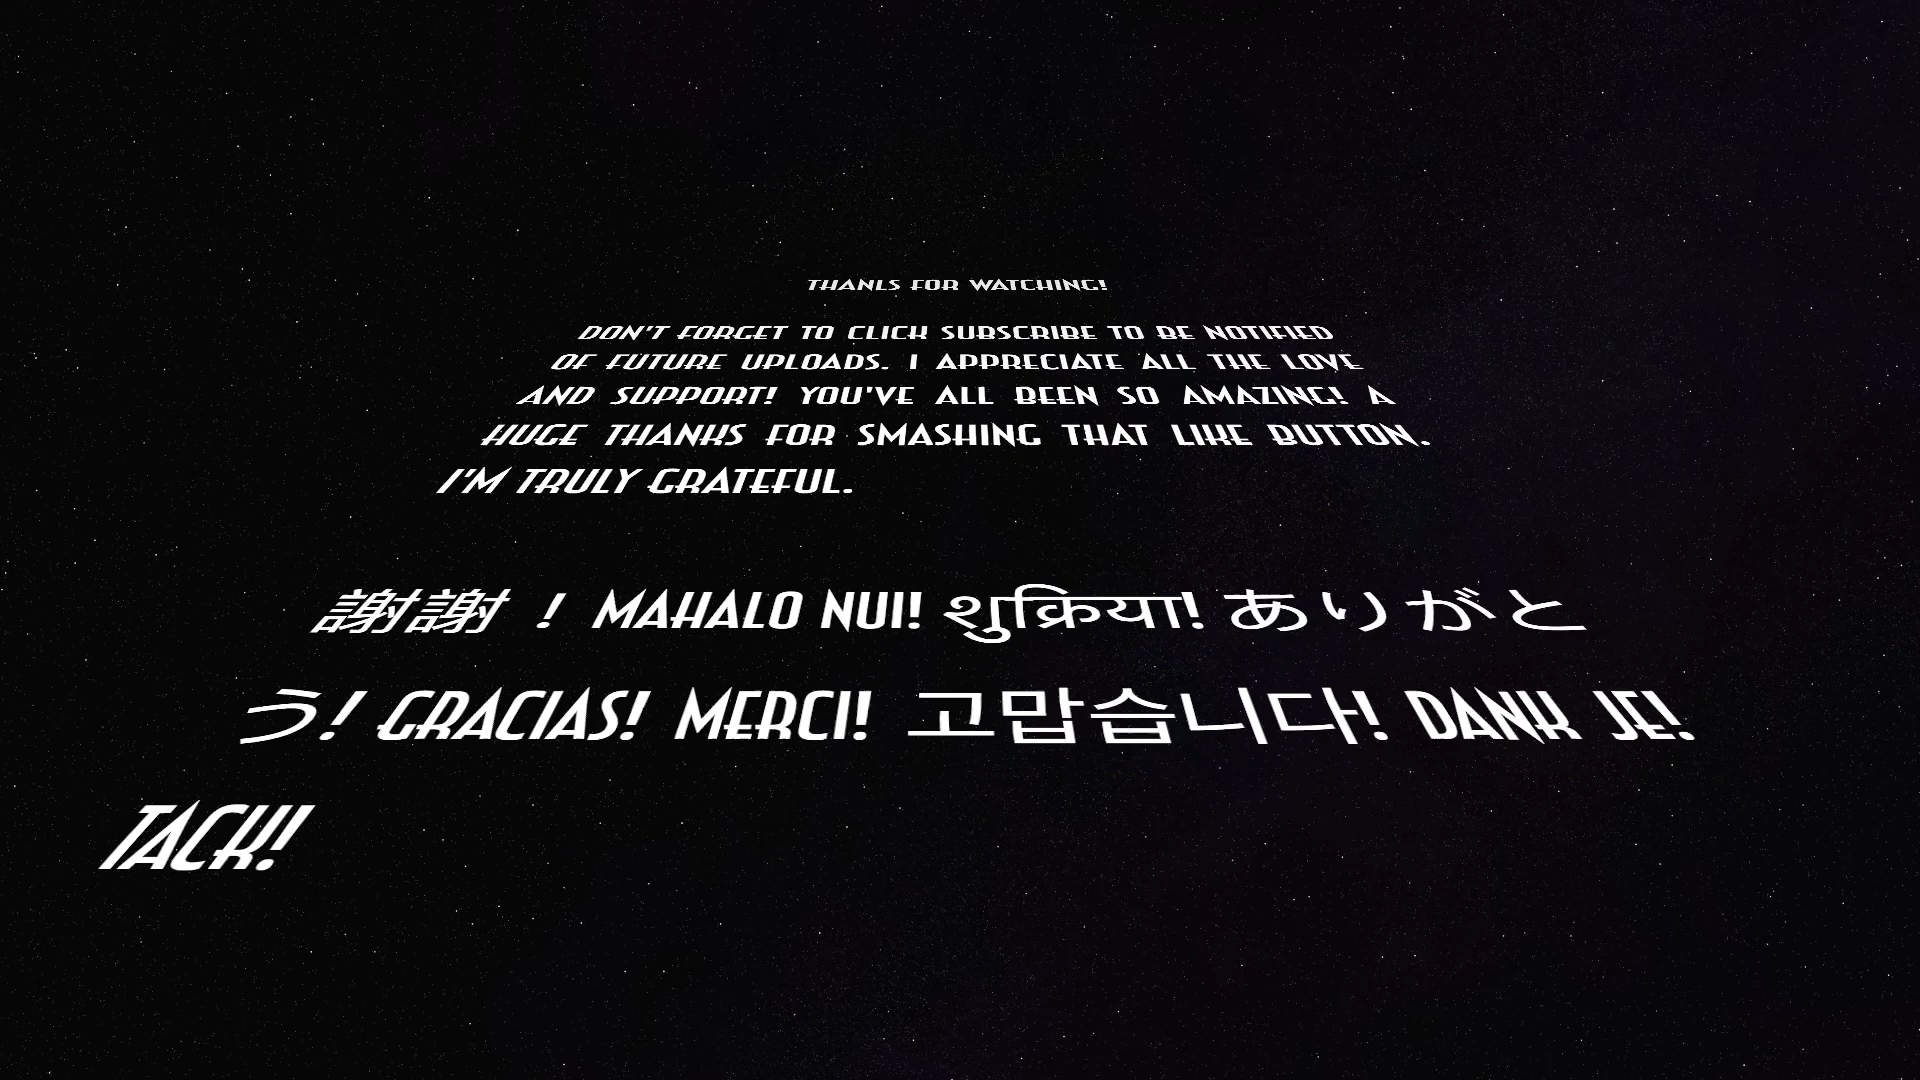 THANLS FOR WATCHING!
DON'T FORGET TO CLICK SUBSCRIBE TO BE NOTIFIED
OF FUTURE UPLOADS. I APPRECIATE ALL THE LOVE
AND SUPPORT! YOU'VE ALL BEEN SO AMAZING! A
HUGE THANKS FOR SMASHING THAT LIKE BUTTON.
I'M TRULY GRATEFUL.
謝謝 ! MAHALO NUI! शुक्रिया! ありがと
う! GRACIAS! MERCI! 고맙습니다! DANK JE!
TACK!